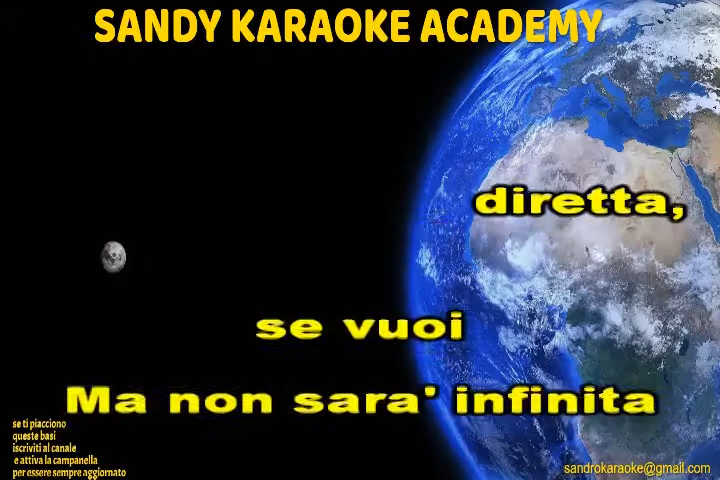 SANDY KARAOKE ACADEMY
diretta,
se vuoi
Ma non sara' infinita
se ti piacciono
queste basi
iscriviti al canale
e attiva la campanella
per essere sempre aggiornato
sandrokaraoke@gmail.com